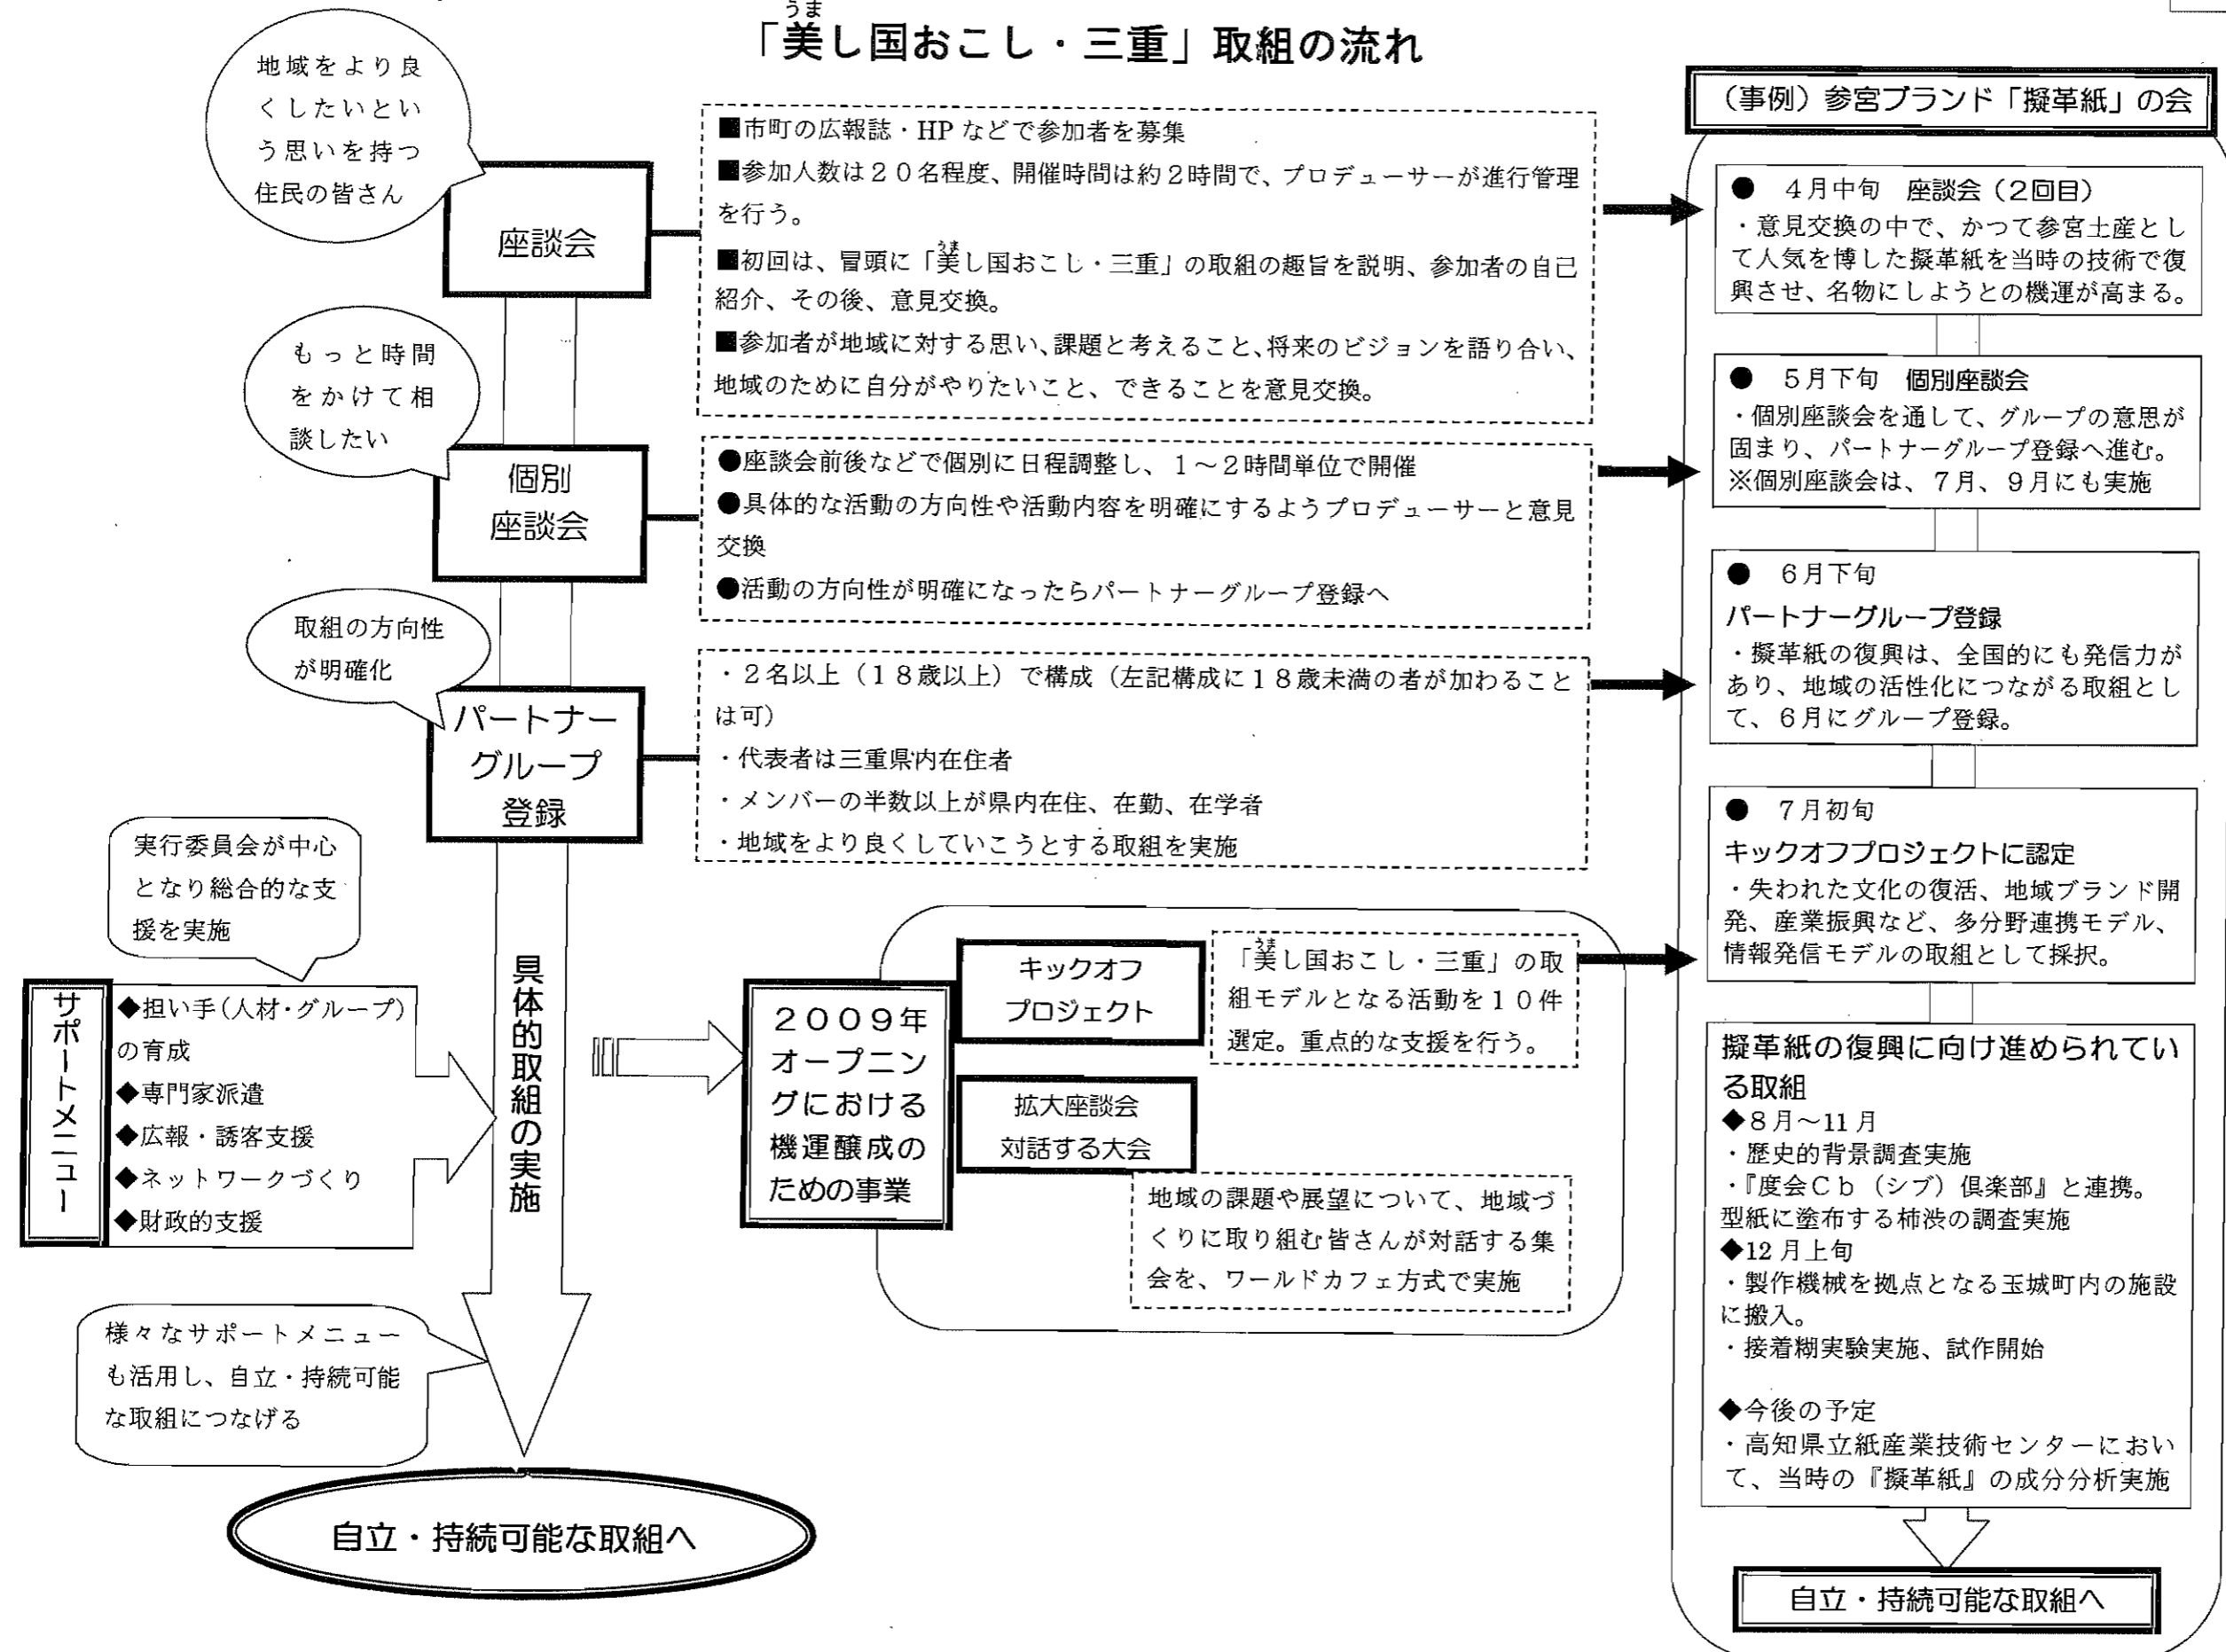 「美し国おこし・三重」取組の流れ
うま
地域をより良
くしたいとい
う思いを持つ
住民の皆さん
座談会
■市町の広報誌・HP などで参加者を募集
■参加人数は２０名程度、開催時間は約２時間で、プロデューサーが進行管理
を行う。
■初回は、冒頭に「美し国おこし・三重」の取組の趣旨を説明、参加者の自己
うま
紹介、その後、意見交換。
■参加者が地域に対する思い、課題と考えること、将来のビジョンを語り合い、
地域のために自分がやりたいこと、できることを意見交換。
もっと時間
をかけて相
談したい
個別
座談会
●座談会前後などで個別に日程調整し、１～２時間単位で開催
●具体的な活動の方向性や活動内容を明確にするようプロデューサーと意見
交換
●活動の方向性が明確になったらパートナーグループ登録へ
取組の方向性
が明確化
パートナー
グループ
登録
・２名以上（１８歳以上）で構成（左記構成に１８歳未満の者が加わること
は可）
・代表者は三重県内在住者
・メンバーの半数以上が県内在住、在勤、在学者
・地域をより良くしていこうとする取組を実施
実行委員会が中心
となり総合的な支
援を実施
サポートメニュー
◆担い手（人材・グループ）
の育成
◆専門家派遣
◆広報・誘客支援
◆ネットワークづくり
◆財政的支援
具体的取組の実施
２００９年
オープニン
グにおける
機運醸成の
ための事業
キックオフ
プロジェクト
「美し国おこし・三重」の取
うま
組モデルとなる活動を１０件
選定。重点的な支援を行う。
拡大座談会
対話する大会
地域の課題や展望について、地域づ
くりに取り組む皆さんが対話する集
会を、ワールドカフェ方式で実施
様々なサポートメニュー
も活用し、自立・持続可能
な取組につなげる
自立・持続可能な取組へ
（事例）参宮ブランド「擬革紙」の会
●　４月中旬　座談会（２回目）
・意見交換の中で、かつて参宮土産とし
て人気を博した擬革紙を当時の技術で復
興させ、名物にしようとの機運が高まる。
●　５月下旬　個別座談会
・個別座談会を通して、グループの意思が
固まり、パートナーグループ登録へ進む。
※個別座談会は、７月、９月にも実施
●　６月下旬
パートナーグループ登録
・擬革紙の復興は、全国的にも発信力が
あり、地域の活性化につながる取組とし
て、６月にグループ登録。
●　７月初旬
キックオフプロジェクトに認定
・失われた文化の復活、地域ブランド開
発、産業振興など、多分野連携モデル、
情報発信モデルの取組として採択。
擬革紙の復興に向け進められてい
る取組
◆８月～11 月
・歴史的背景調査実施
・『度会Ｃｂ（シブ）倶楽部』と連携。
型紙に塗布する柿渋の調査実施
◆12 月上旬
・製作機械を拠点となる玉城町内の施設
に搬入。
・接着糊実験実施、試作開始
◆今後の予定
・高知県立紙産業技術センターにおい
て、当時の『擬革紙』の成分分析実施
自立・持続可能な取組へ